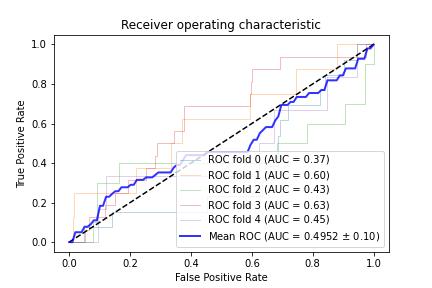 Receiver operating characteristic
True Positive Rate
1.0
0.8
0.6
0.4
0.2
0.0
ROC fold 0 (AUC = 0.37)
ROC fold 1 (AUC = 0.60)
ROC fold 2 (AUC = 0.43)
ROC fold 3 (AUC = 0.63)
ROC fold 4 (AUC = 0.45)
Mean ROC (AUC = 0.4952 ± 0.10)
0.0 0.2 0.4 0.6 0.8 1.0
False Positive Rate